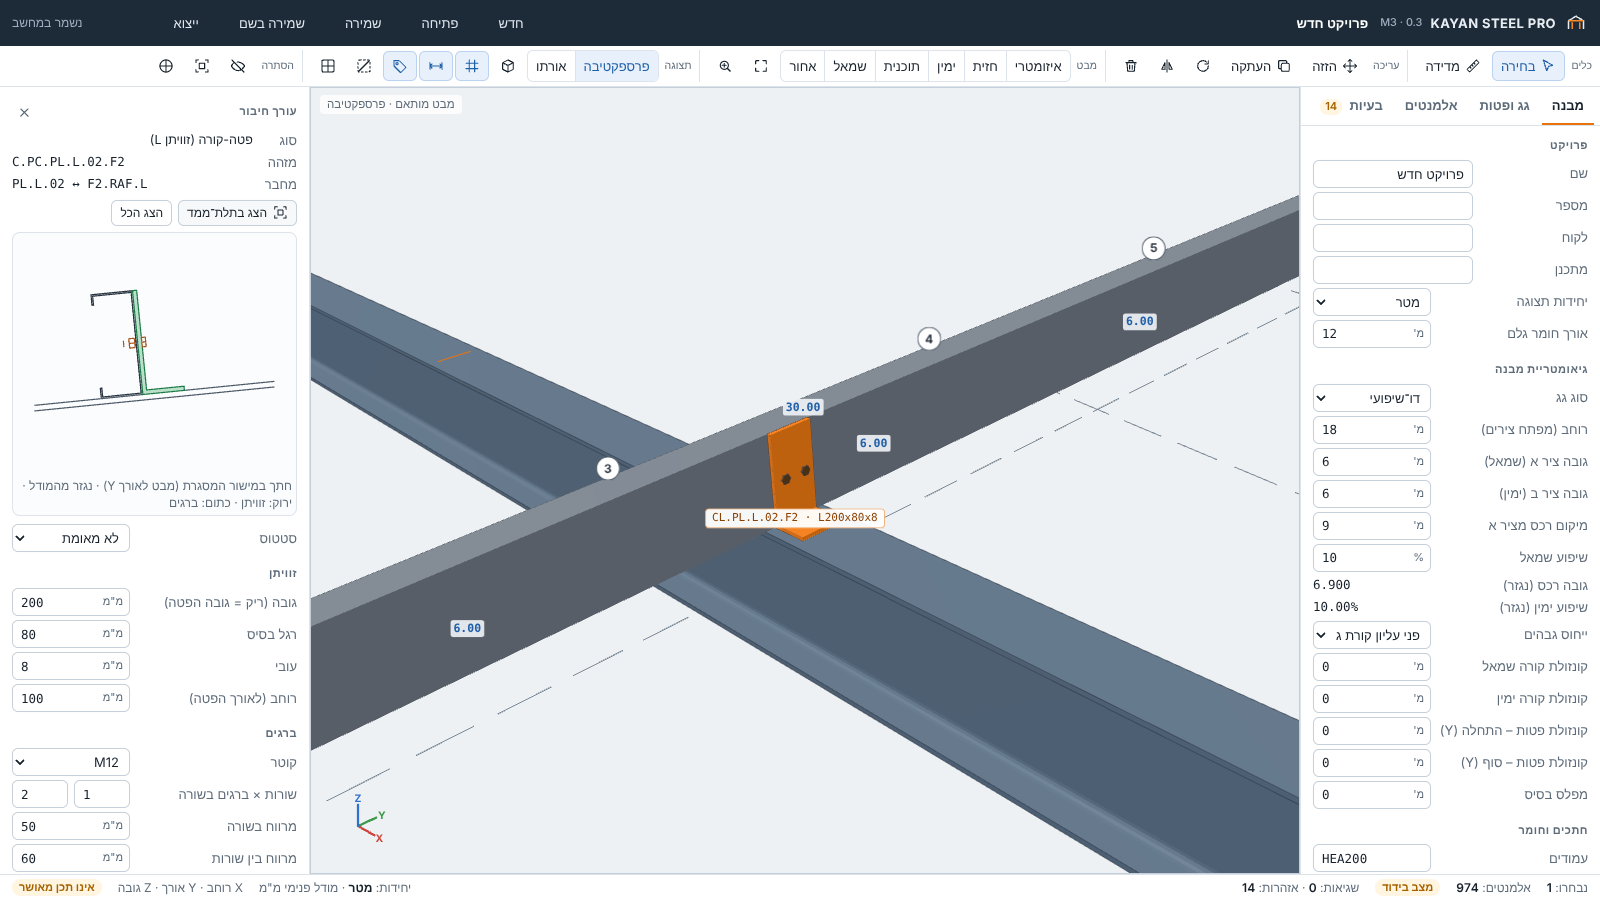 KAYAN STEEL PRO
M3 · 0.3
פרויקט חדש
חדש
פתיחה
שמירה
שמירה בשם
ייצוא
נשמר במחשב
כלים
בחירה
מדידה
עריכה
הזזה
העתקה
מבט
איזומטרי
חזית
ימין
תוכנית
שמאל
אחור
תצוגה
פרספקטיבה
אורתו
הסתרה
מבנה
גג ופטות
אלמנטים
בעיות
14
פרויקט
שם
פרויקט חדש
מספר
לקוח
מתכנן
יחידות תצוגה
מטר
אורך חומר גלם
12 מ'
גיאומטריית מבנה
סוג גג
דו־שיפועי
רוחב (מפתח צירים)
18 מ'
גובה ציר א (שמאל)
6 מ'
גובה ציר ב (ימין)
6 מ'
מיקום רכס מציר א
9 מ'
שיפוע שמאל
10 %
גובה רכס (נגזר)
6.900
שיפוע ימין (נגזר)
10.00%
ייחוס גבהים
פני עליון קורת ג
קונזולת קורה שמאל
0 מ'
קונזולת קורה ימין
0 מ'
קונזולת פטות – התחלה (Y)
0 מ'
קונזולת פטות – סוף (Y)
0 מ'
מפלס בסיס
0 מ'
חתכים וחומר
עמודים
HEA200
מבט מותאם · פרספקטיבה
5
6.00
4
30.00
6.00
3
CL.PL.L.02.F2 · L200x80x8
6.00
Z
Y
X
עורך חיבור
סוג
פטה-קורה (זוויתן L)
מזהה
C.PC.PL.L.02.F2
מחבר
PL.L.02 ↔ F2.RAF.L
הצג בתלת־ממד
הצג הכל
חתך במישור המסגרת (מבט לאורך Y) · נגזר מהמודל ·
ירוק: זוויתן · כתום: ברגים
סטטוס
לא מאומת
זוויתן
גובה (ריק = גובה הפטה)
200 מ"מ
רגל בסיס
80 מ"מ
עובי
8 מ"מ
רוחב (לאורך הפטה)
100 מ"מ
ברגים
קוטר
M12
שורות × ברגים בשורה
1
2
מרווח בשורה
50 מ"מ
מרווח בין שורות
60 מ"מ
נבחרו: 1
אלמנטים: 974
מצב בידוד
שגיאות: 0 · אזהרות: 14
יחידות: מטר · מודל פנימי מ"מ
X רוחב · Y אורך · Z גובה
אינו תכן מאושר